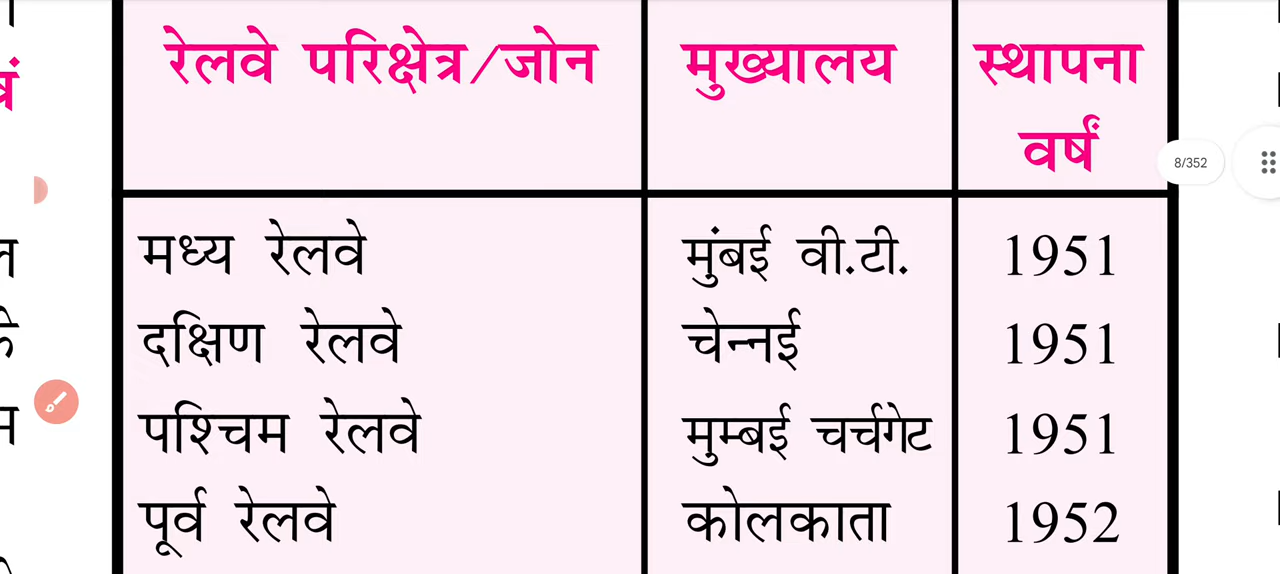 रेलवे परिक्षेत्र/जोन मुख्यालय स्थापना वर्ष
मध्य रेलवे मुंबई वी.टी. 1951
दक्षिण रेलवे चेन्नई 1951
पश्चिम रेलवे मुम्बई चर्चगेट 1951
पूर्व रेलवे कोलकाता 1952
8/352